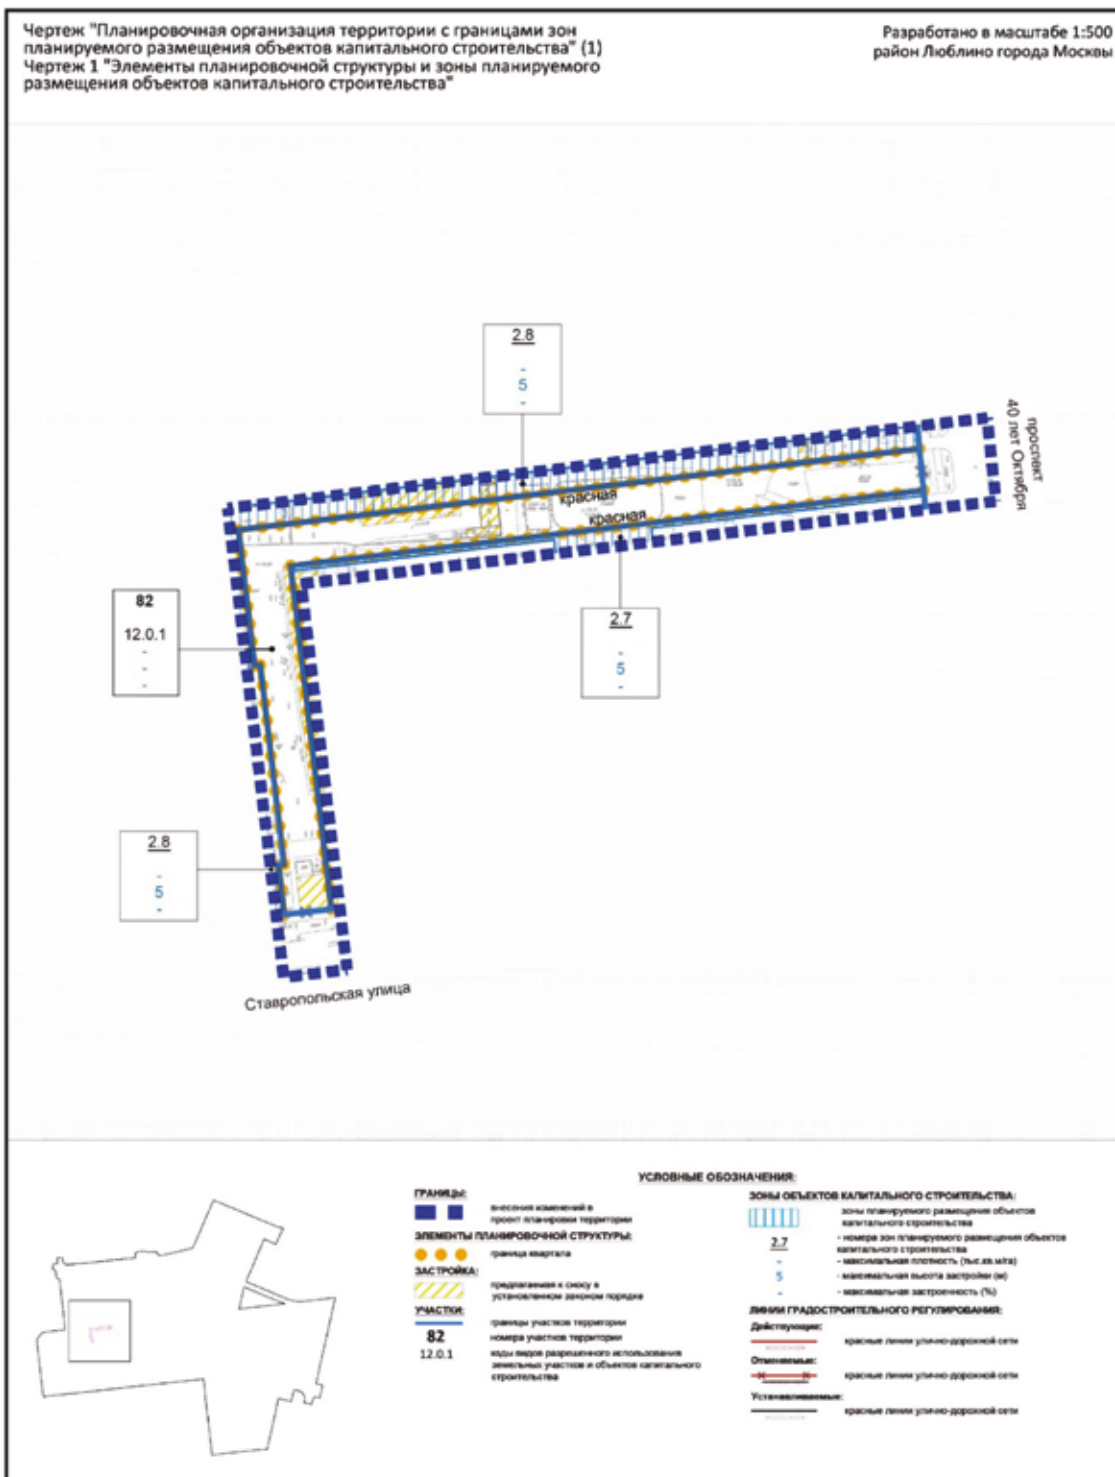 Чертеж "Планировочная организация территории с границами зон
планируемого размещения объектов капитального строительства" (1)
Чертеж 1 "Элементы планировочной структуры и зоны планируемого
размещения объектов капитального строительства"
Разработано в масштабе 1:500
район Люблино города Москвы
2.8
-
5
-
проспект
40 лет Октября
красная
красная
82
12.0.1
-
-
-
2.7
-
5
-
2.8
-
5
-
Ставропольская улица
УСЛОВНЫЕ ОБОЗНАЧЕНИЯ:
ГРАНИЦЫ:
внесения изменений в
проект планировки территории
ЭЛЕМЕНТЫ ПЛАНИРОВОЧНОЙ СТРУКТУРЫ:
граница квартала
ЗАСТРОЙКА:
предлагаемая к сносу в
установленном законом порядке
УЧАСТКИ:
границы участков территории
82
номера участков территории
12.0.1
коды видов разрешенного использования
земельных участков и объектов капитального
строительства
ЗОНЫ ОБЪЕКТОВ КАПИТАЛЬНОГО СТРОИТЕЛЬСТВА:
зоны планируемого размещения объектов
капитального строительства
2.7
- номера зон планируемого размещения объектов
капитального строительства
-
- максимальная плотность (тыс.кв.м/га)
5
- максимальная высота застройки (м)
-
- максимальная застроенность (%)
ЛИНИИ ГРАДОСТРОИТЕЛЬНОГО РЕГУЛИРОВАНИЯ:
Действующие:
красные линии улично-дорожной сети
Отменяемые:
красные линии улично-дорожной сети
Устанавливаемые:
красные линии улично-дорожной сети